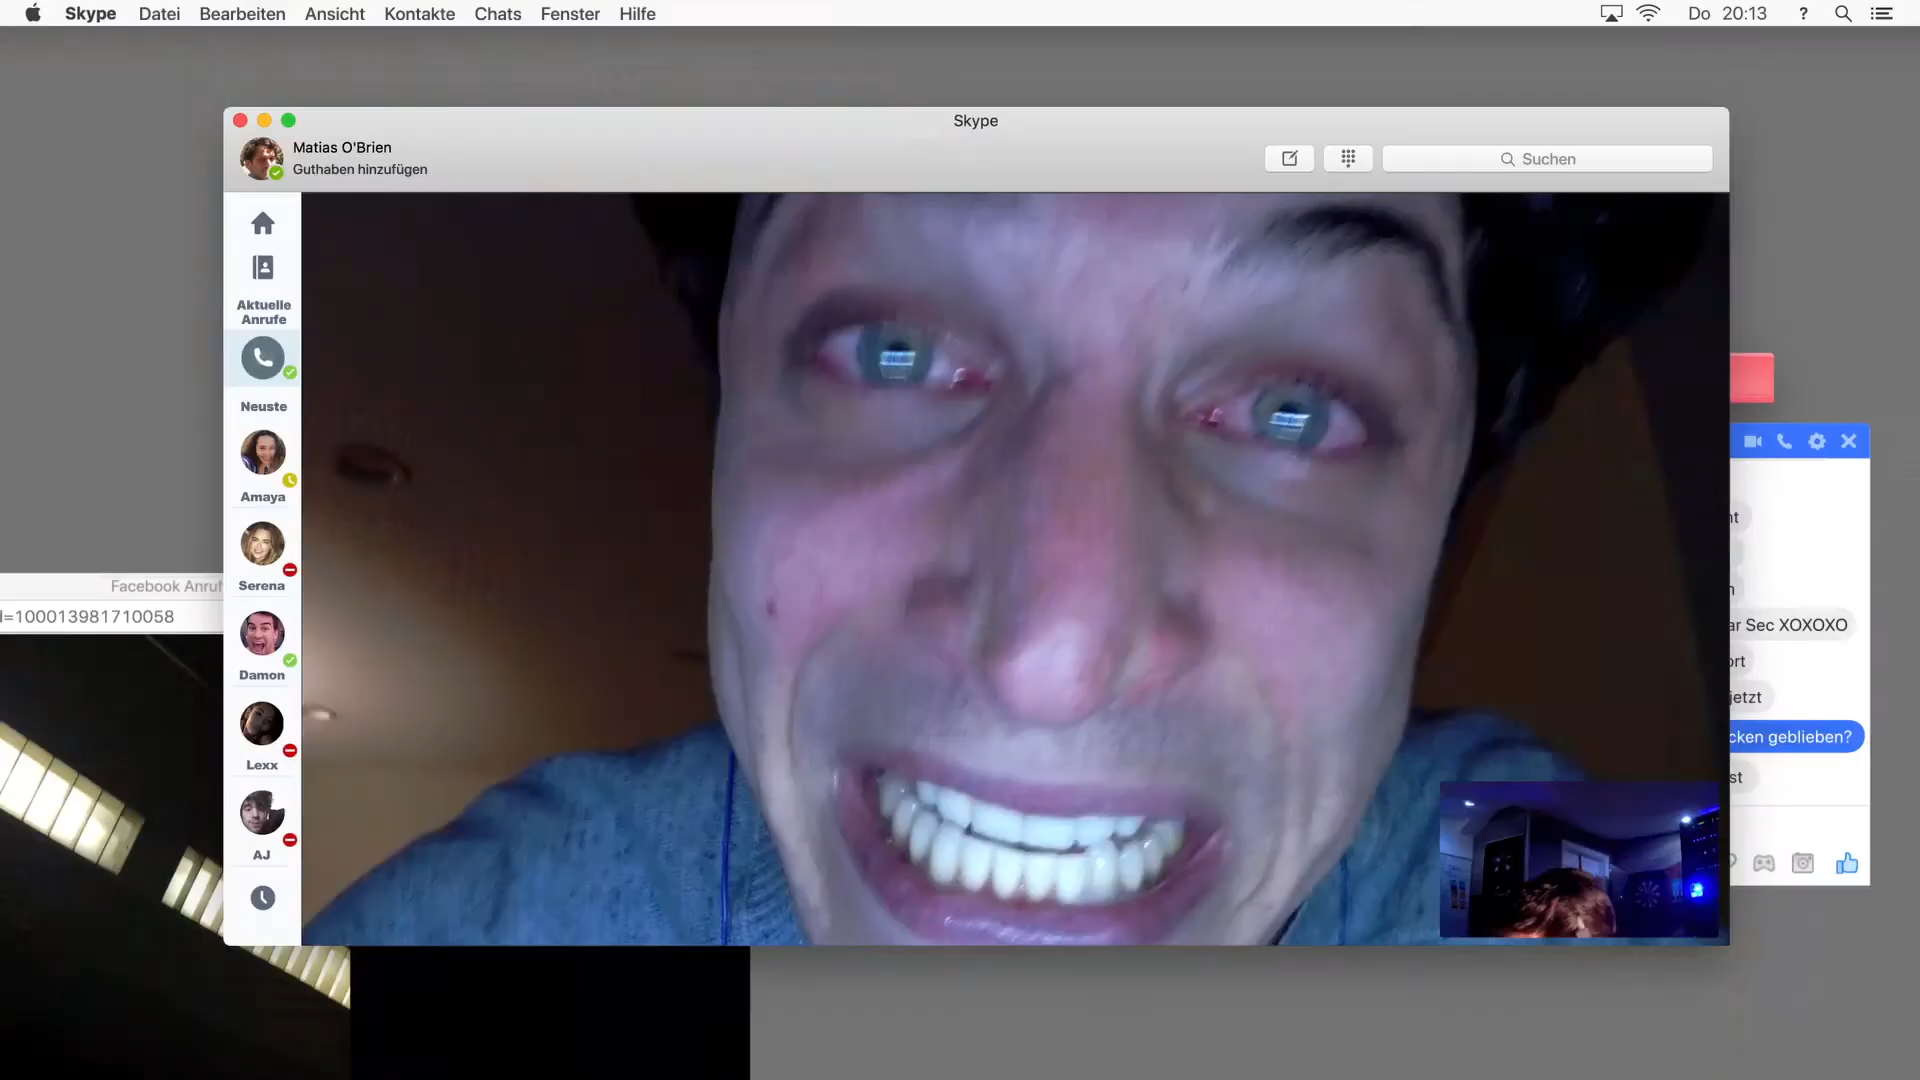 Skype Datei Bearbeiten Ansicht Kontakte Chats Fenster Hilfe Do 20:13 ?
Skype
Matias O'Brien
Guthaben hinzufügen
Suchen
Aktuelle
Anrufe
Neuste
Amaya
Serena
Damon
Lexx
AJ
Facebook Anruf
d=100013981710058
nt
n
ar Sec XOXOXO
ort
jetzt
cken geblieben?
st